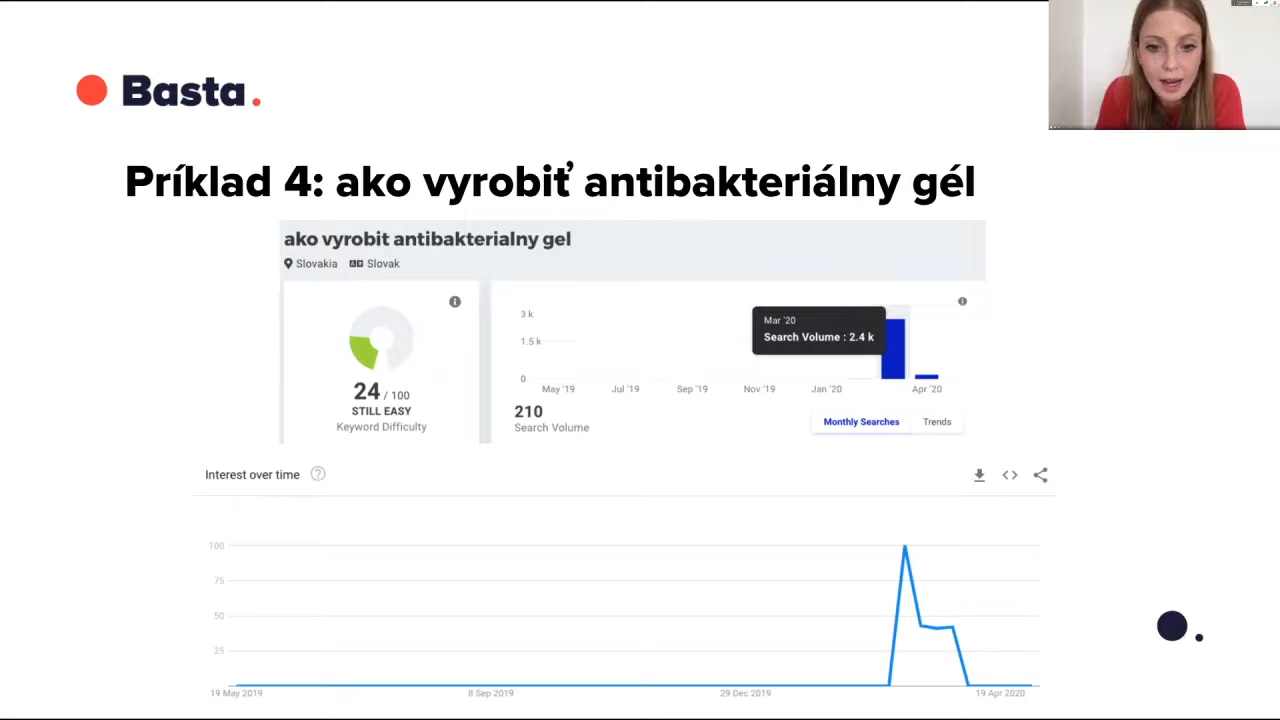 Basta.
Príklad 4: ako vyrobiť antibakteriálny gél
ako vyrobit antibakterialny gel
Slovakia Slovak
24 / 100
STILL EASY
Keyword Difficulty
3 k
1.5 k
0
Mar '20
Search Volume : 2.4 k
May '19 Jul '19 Sep '19 Nov '19 Jan '20 Apr '20
210
Search Volume
Monthly Searches Trends
Interest over time ?
100
75
50
25
19 May 2019 8 Sep 2019 29 Dec 2019 19 Apr 2020